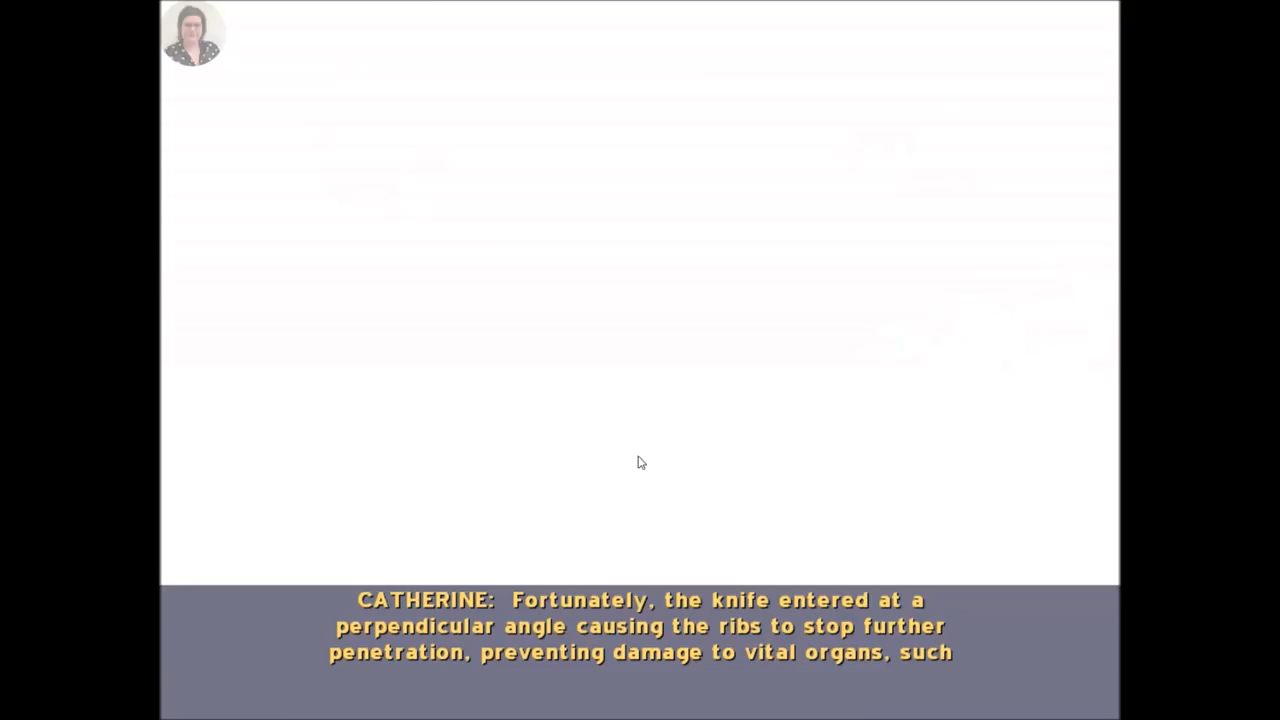 CATHERINE: Fortunately, the knife entered at a
perpendicular angle causing the ribs to stop further
penetration, preventing damage to vital organs, such